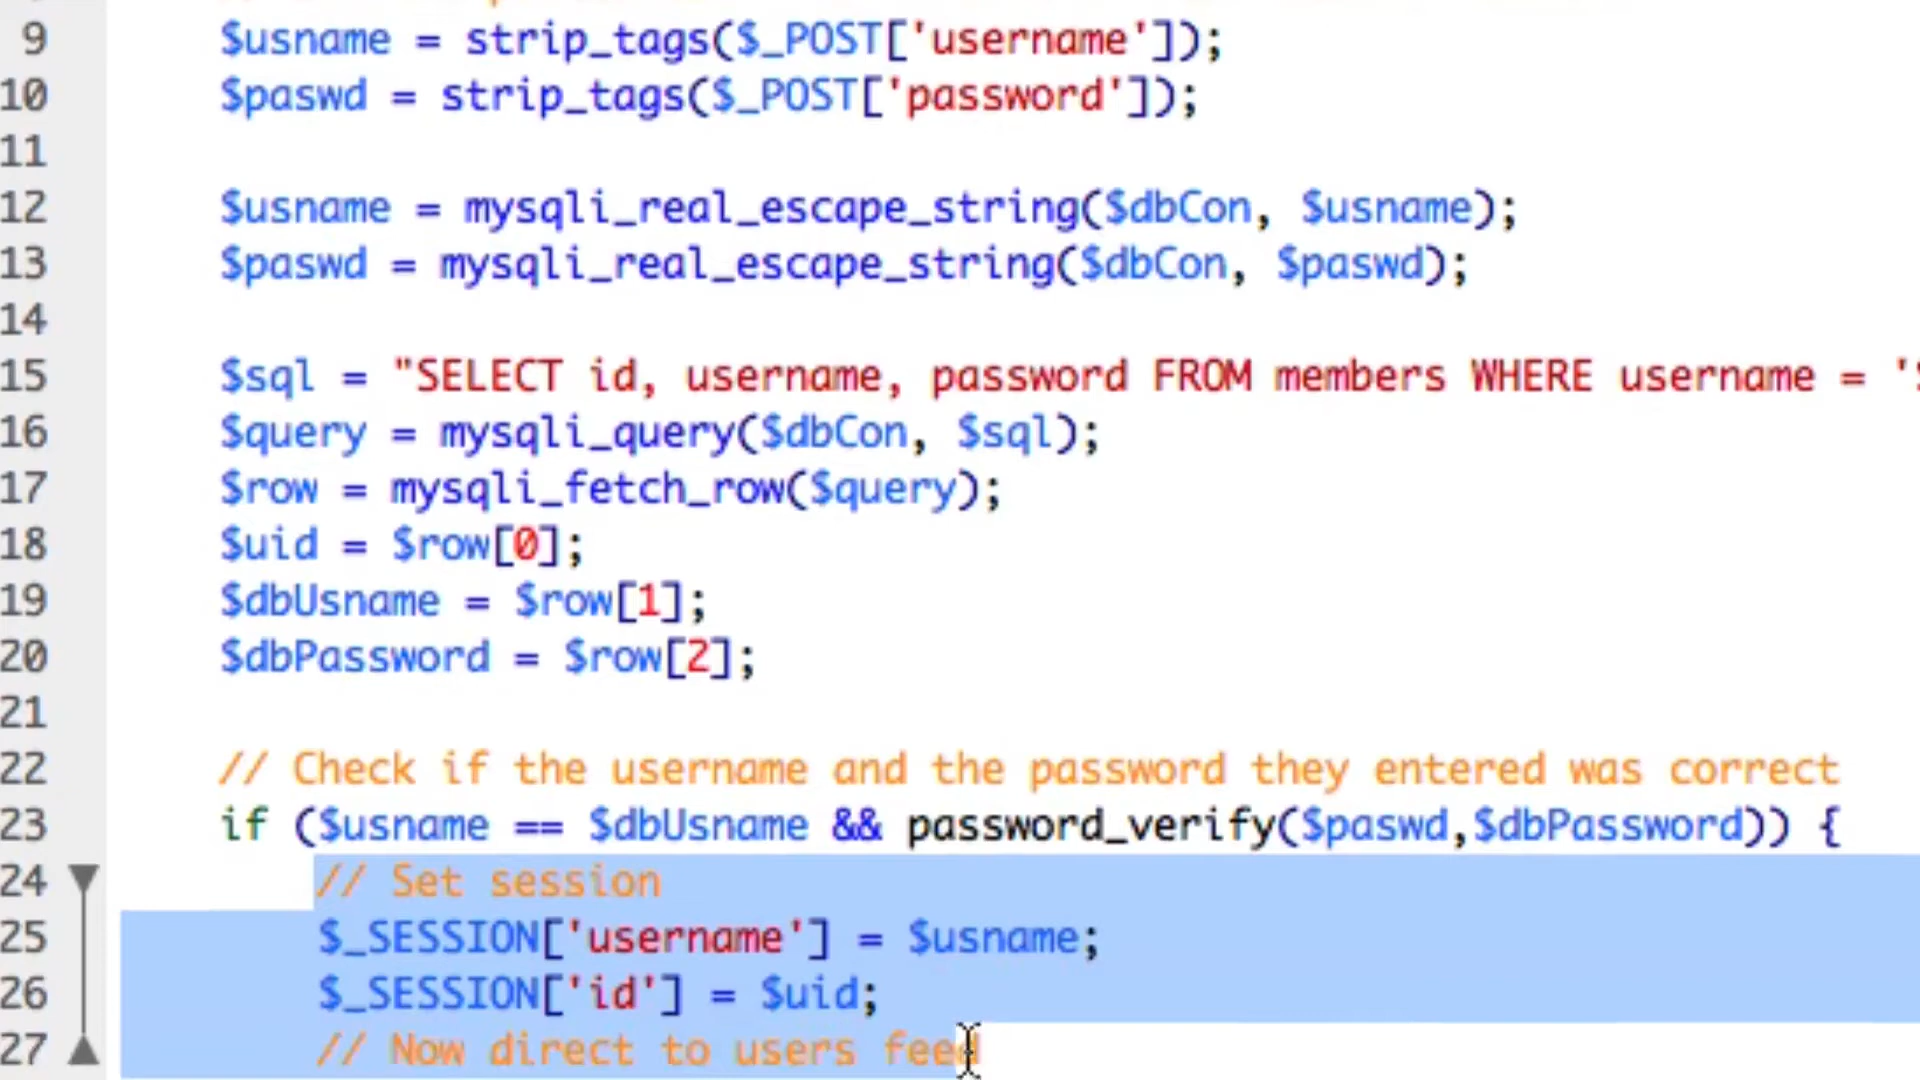 9 $usname = strip_tags($_POST['username']);
10 $paswd = strip_tags($_POST['password']);
11
12 $usname = mysqli_real_escape_string($dbCon, $usname);
13 $paswd = mysqli_real_escape_string($dbCon, $paswd);
14
15 $sql = "SELECT id, username, password FROM members WHERE username = '
16 $query = mysqli_query($dbCon, $sql);
17 $row = mysqli_fetch_row($query);
18 $uid = $row[0];
19 $dbUsname = $row[1];
20 $dbPassword = $row[2];
21
22 // Check if the username and the password they entered was correct
23 if ($usname == $dbUsname && password_verify($paswd,$dbPassword)) {
24 // Set session
25 $_SESSION['username'] = $usname;
26 $_SESSION['id'] = $uid;
27 // Now direct to users feed